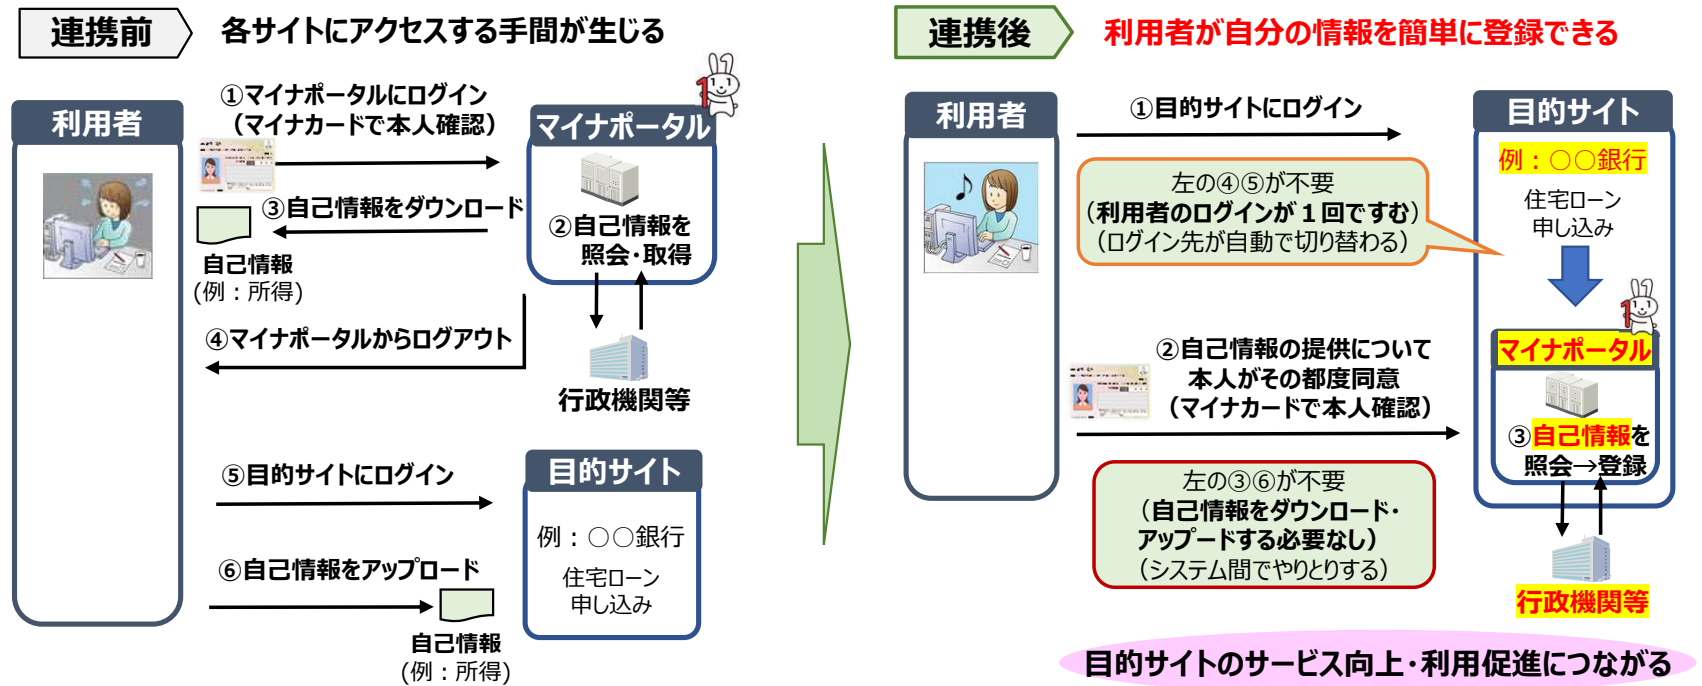 連携前
各サイトにアクセスする手間が生じる
利用者
①マイナポータルにログイン
（マイナカードで本人確認）
マイナポータル
③自己情報をダウンロード
②自己情報を
照会・取得
自己情報
(例：所得)
④マイナポータルからログアウト
行政機関等
⑤目的サイトにログイン
目的サイト
例：○○銀行
住宅ローン
申し込み
⑥自己情報をアップロード
自己情報
(例：所得)
連携後
利用者が自分の情報を簡単に登録できる
利用者
①目的サイトにログイン
目的サイト
例：○○銀行
住宅ローン
申し込み
左の④⑤が不要
（利用者のログインが１回ですむ）
（ログイン先が自動で切り替わる）
②自己情報の提供について
本人がその都度同意
（マイナカードで本人確認）
マイナポータル
③自己情報を
照会→登録
左の③⑥が不要
（自己情報をダウンロード・
アップードする必要なし）
（システム間でやりとりする）
行政機関等
目的サイトのサービス向上・利用促進につながる